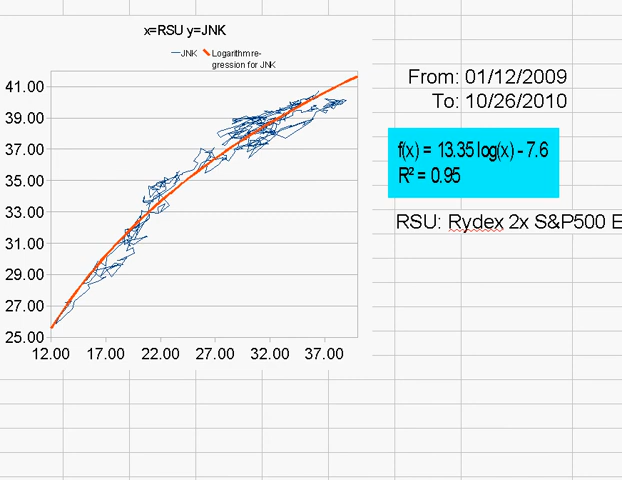 x=RSU y=JNK
JNK
Logarithm re-
gression for JNK
41.00
39.00
37.00
35.00
33.00
31.00
29.00
27.00
25.00
12.00 17.00 22.00 27.00 32.00 37.00
From: 01/12/2009
To: 10/26/2010
f(x) = 13.35 log(x) - 7.6
R² = 0.95
RSU: Rydex 2x S&P500 E